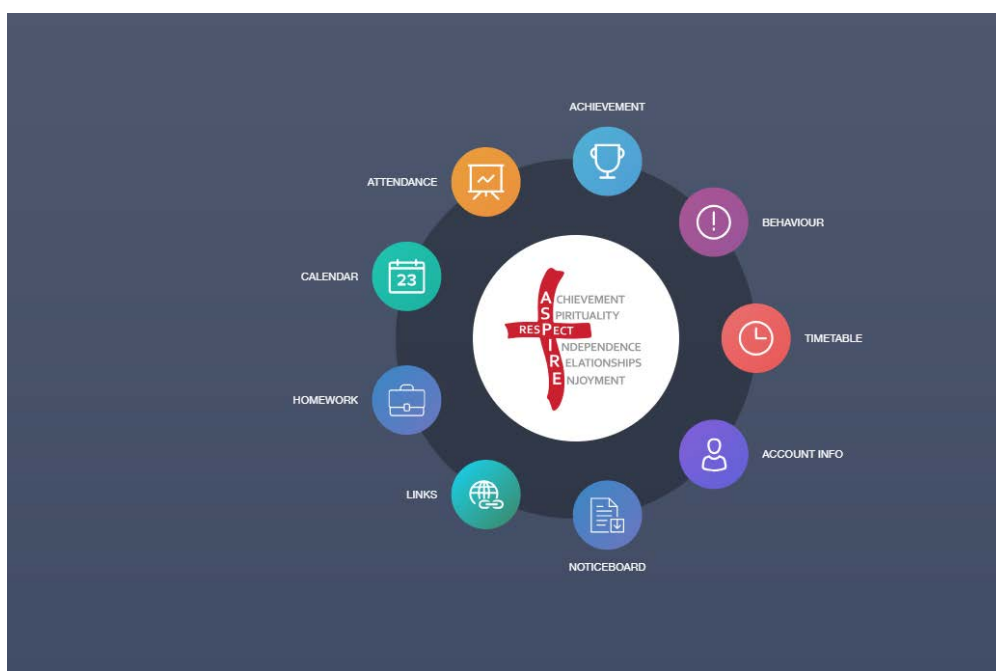 ACHIEVEMENT
ATTENDANCE
BEHAVIOUR
CALENDAR
23
ACHIEVEMENT
SPIRITUALITY
RESPECT
INDEPENDENCE
RELATIONSHIPS
ENJOYMENT
TIMETABLE
HOMEWORK
ACCOUNT INFO
LINKS
NOTICEBOARD